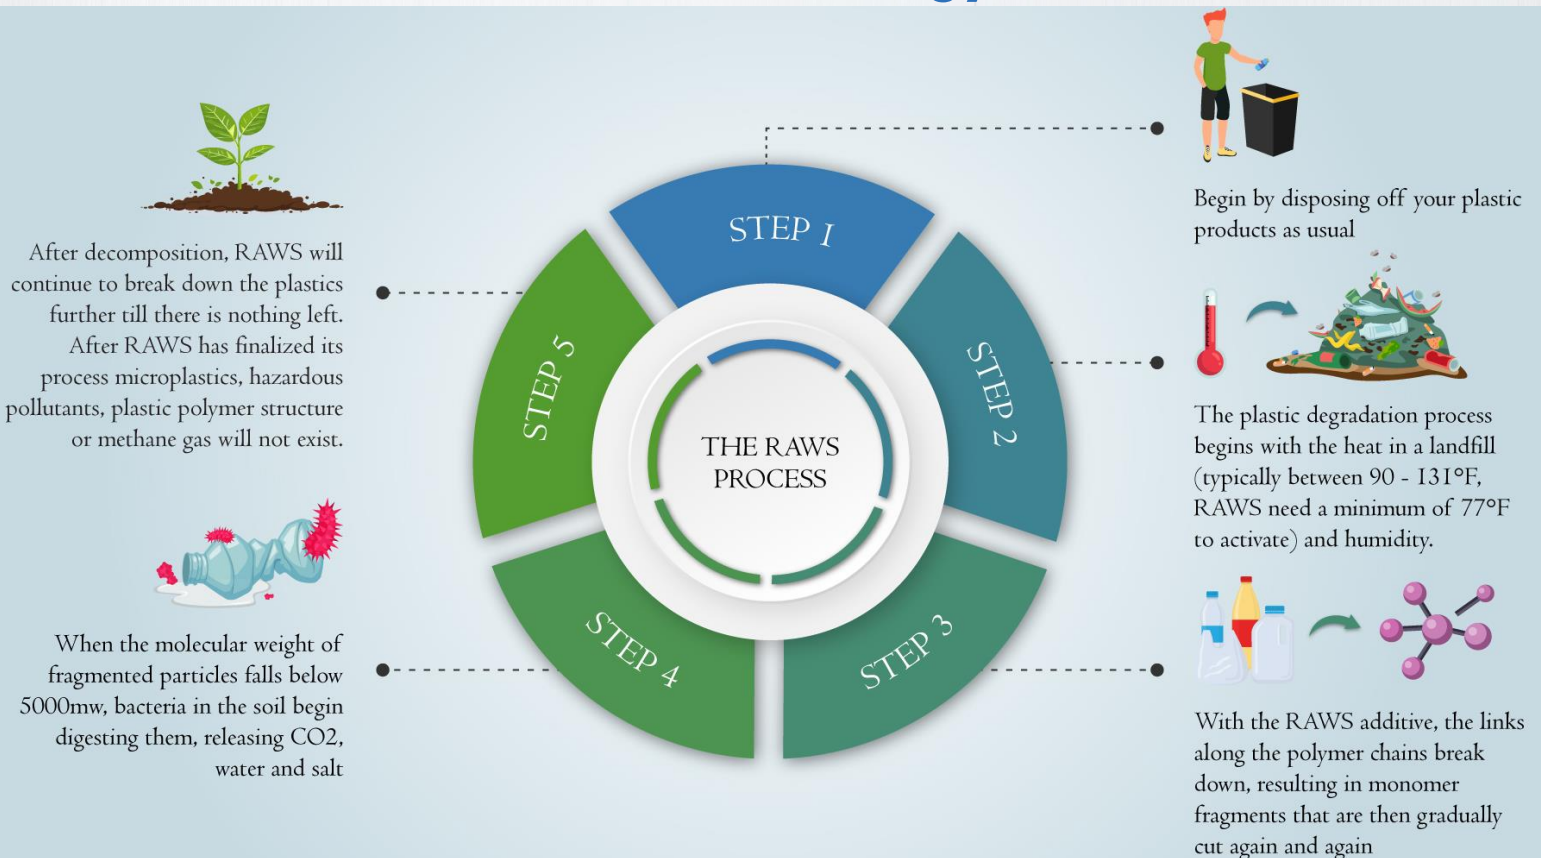 THE RAWS
PROCESS
STEP 1
Begin by disposing off your plastic
products as usual
STEP 2
The plastic degradation process
begins with the heat in a landfill
(typically between 90 - 131°F,
RAWS need a minimum of 77°F
to activate) and humidity.
STEP 3
With the RAWS additive, the links
along the polymer chains break
down, resulting in monomer
fragments that are then gradually
cut again and again
STEP 4
When the molecular weight of
fragmented particles falls below
5000mw, bacteria in the soil begin
digesting them, releasing CO2,
water and salt
STEP 5
After decomposition, RAWS will
continue to break down the plastics
further till there is nothing left.
After RAWS has finalized its
process microplastics, hazardous
pollutants, plastic polymer structure
or methane gas will not exist.